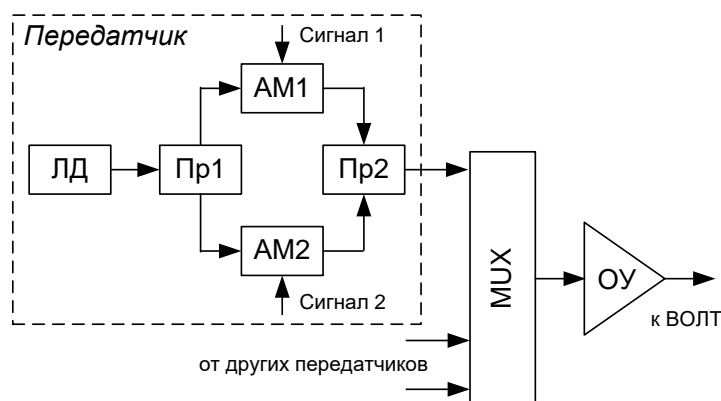 Передатчик
Сигнал 1
АМ1
ЛД
Пр1
Пр2
АМ2
Сигнал 2
MUX
ОУ
к ВОЛТ
от других передатчиков